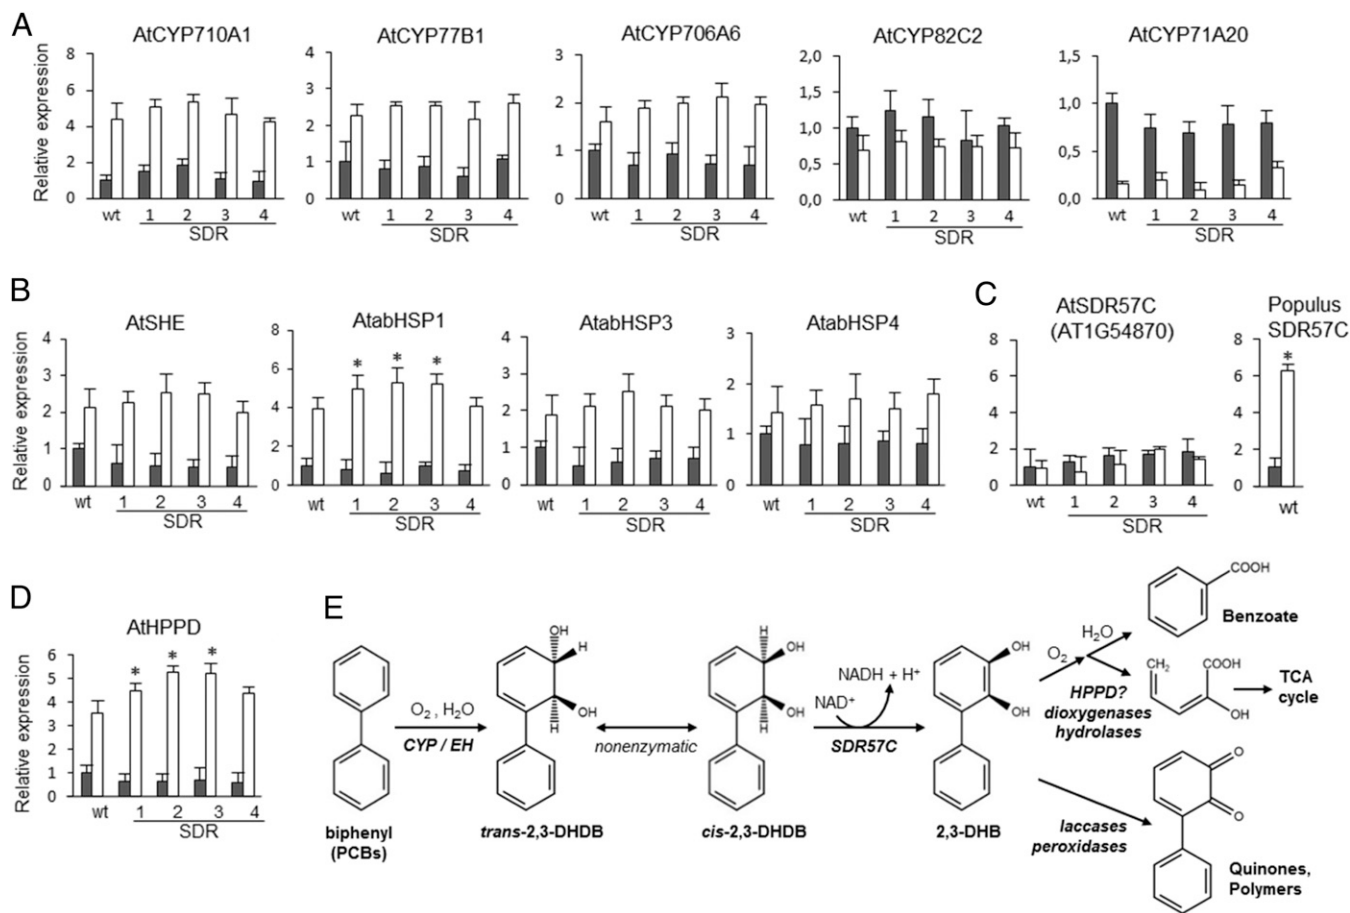 A
AtCYP710A1
AtCYP77B1
AtCYP706A6
AtCYP82C2
AtCYP71A20
Relative expression
8
6
4
2
0
wt 1 2 3 4
SDR
4
3
2
1
0
wt 1 2 3 4
SDR
3
2
1
0
wt 1 2 3 4
SDR
2,0
1,5
1,0
0,5
0,0
wt 1 2 3 4
SDR
1,5
1,0
0,5
0,0
wt 1 2 3 4
SDR
B
AtSHE
AtabHSP1
AtabHSP3
AtabHSP4
Relative expression
4
3
2
1
0
wt 1 2 3 4
SDR
8
6
4
2
0
* * *
wt 1 2 3 4
SDR
4
3
2
1
0
wt 1 2 3 4
SDR
3
2
1
0
wt 1 2 3 4
SDR
C
AtSDR57C
(AT1G54870)
8
6
4
2
0
wt 1 2 3 4
SDR
Populus
SDR57C
8
6
4
2
0
*
wt
D
AtHPPD
Relative expression
6
5
4
3
2
1
0
* * *
wt 1 2 3 4
SDR
E
biphenyl
(PCBs)
O2 , H2O
CYP / EH
OH
H
OH
H
trans-2,3-DHDB
nonenzymatic
H
OH
OH
H
cis-2,3-DHDB
NADH + H+
NAD+
SDR57C
OH
OH
2,3-DHB
O2
H2O
HPPD?
dioxygenases
hydrolases
COOH
Benzoate
CH2
COOH
OH
TCA
cycle
laccases
peroxidases
O
O
Quinones,
Polymers